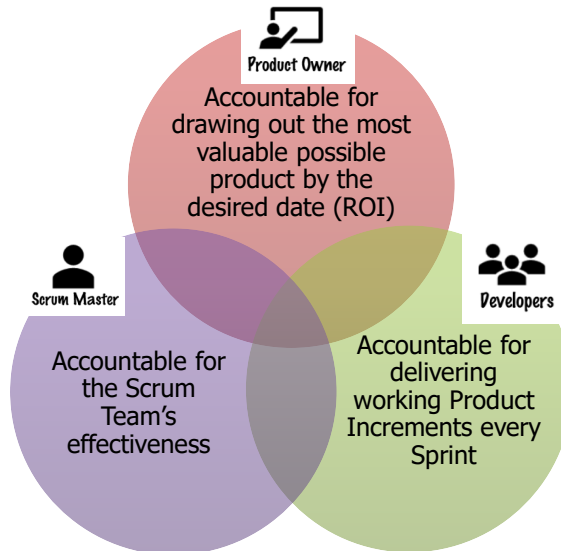 Product Owner
Accountable for
drawing out the most
valuable possible
product by the
desired date (ROI)
Scrum Master
Accountable for
the Scrum
Team's
effectiveness
Developers
Accountable for
delivering
working Product
Increments every
Sprint